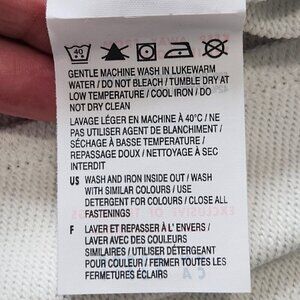 40
GENTLE MACHINE WASH IN LUKEWARM
WATER / DO NOT BLEACH / TUMBLE DRY AT
LOW TEMPERATURE / COOL IRON / DO
NOT DRY CLEAN
LAVAGE LÉGER EN MACHINE À 40°C / NE
PAS UTILISER AGENT DE BLANCHIMENT /
SÉCHAGE À BASSE TEMPERATURE /
REPASSAGE DOUX / NETTOYAGE À SEC
INTERDIT
US WASH AND IRON INSIDE OUT / WASH
WITH SIMILAR COLOURS / USE
DETERGENT FOR COLOURS / CLOSE ALL
FASTENINGS
F LAVER ET REPASSER À L' ENVERS /
LAVER AVEC DES COULEURS
SIMILAIRES / UTILISER DÉTERGENT
POUR COULEUR / FERMER TOUTES LES
FERMETURES ÉCLAIRS